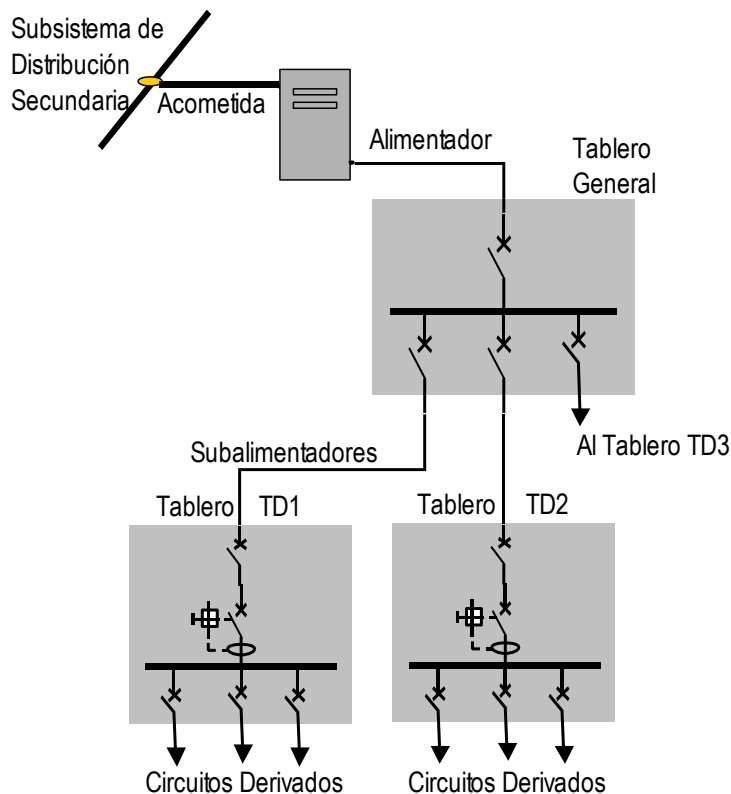 Subsistema de
Distribución
Secundaria
Acometida
Alimentador
Tablero
General
Al Tablero TD3
Subalimentadores
Tablero TD1
Tablero TD2
Circuitos Derivados
Circuitos Derivados